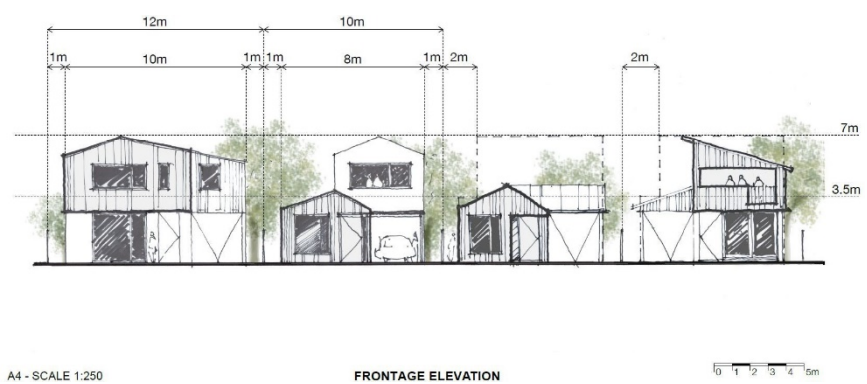 12m 10m
1m 10m 1m 1m 8m 1m 2m 2m
7m
3.5m
A4 - SCALE 1:250 FRONTAGE ELEVATION 0 1 2 3 4 5m